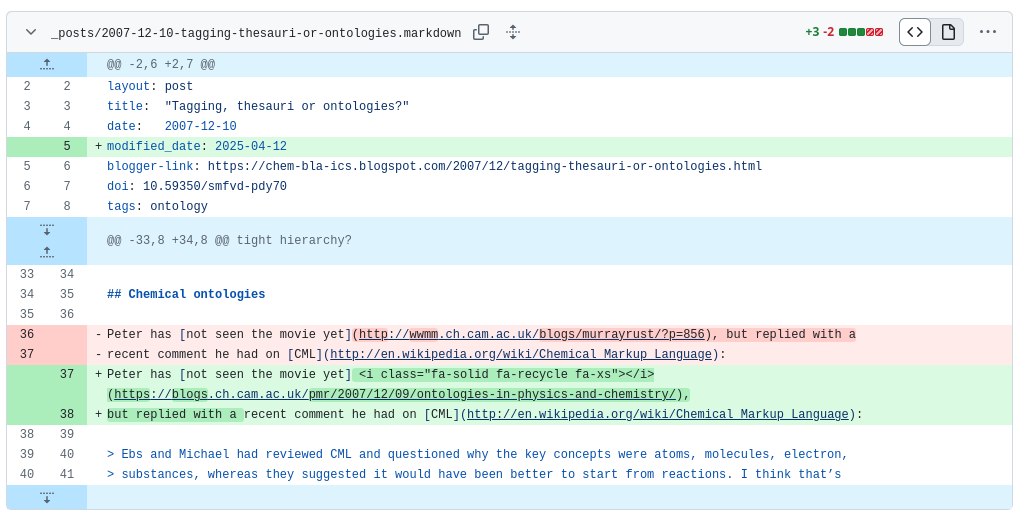 _posts/2007-12-10-tagging-thesauri-or-ontologies.markdown +3 -2
@@ -2,6 +2,7 @@
2 2 layout: post
3 3 title:  "Tagging, thesauri or ontologies?"
4 4 date:   2007-12-10
5 + modified_date: 2025-04-12
5 6 blogger-link: https://chem-bla-ics.blogspot.com/2007/12/tagging-thesauri-or-ontologies.html
6 7 doi: 10.59350/smfvd-pdy70
7 8 tags: ontology
@@ -33,8 +34,8 @@ tight hierarchy?
33 34
34 35 ## Chemical ontologies
35 36
36 - Peter has [not seen the movie yet](http://wwmm.ch.cam.ac.uk/blogs/murrayrust/?p=856), but replied with a
37 - recent comment he had on [CML](http://en.wikipedia.org/wiki/Chemical_Markup_Language):
37 + Peter has [not seen the movie yet] <i class="fa-solid fa-recycle fa-xs"></i>
(https://blogs.ch.cam.ac.uk/pmr/2007/12/09/ontologies-in-physics-and-chemistry/),
38 + but replied with a recent comment he had on [CML](http://en.wikipedia.org/wiki/Chemical_Markup_Language):
38 39
39 40 > Ebs and Michael had reviewed CML and questioned why the key concepts were atoms, molecules, electron,
40 41 > substances, whereas they suggested it would have been better to start from reactions. I think that’s